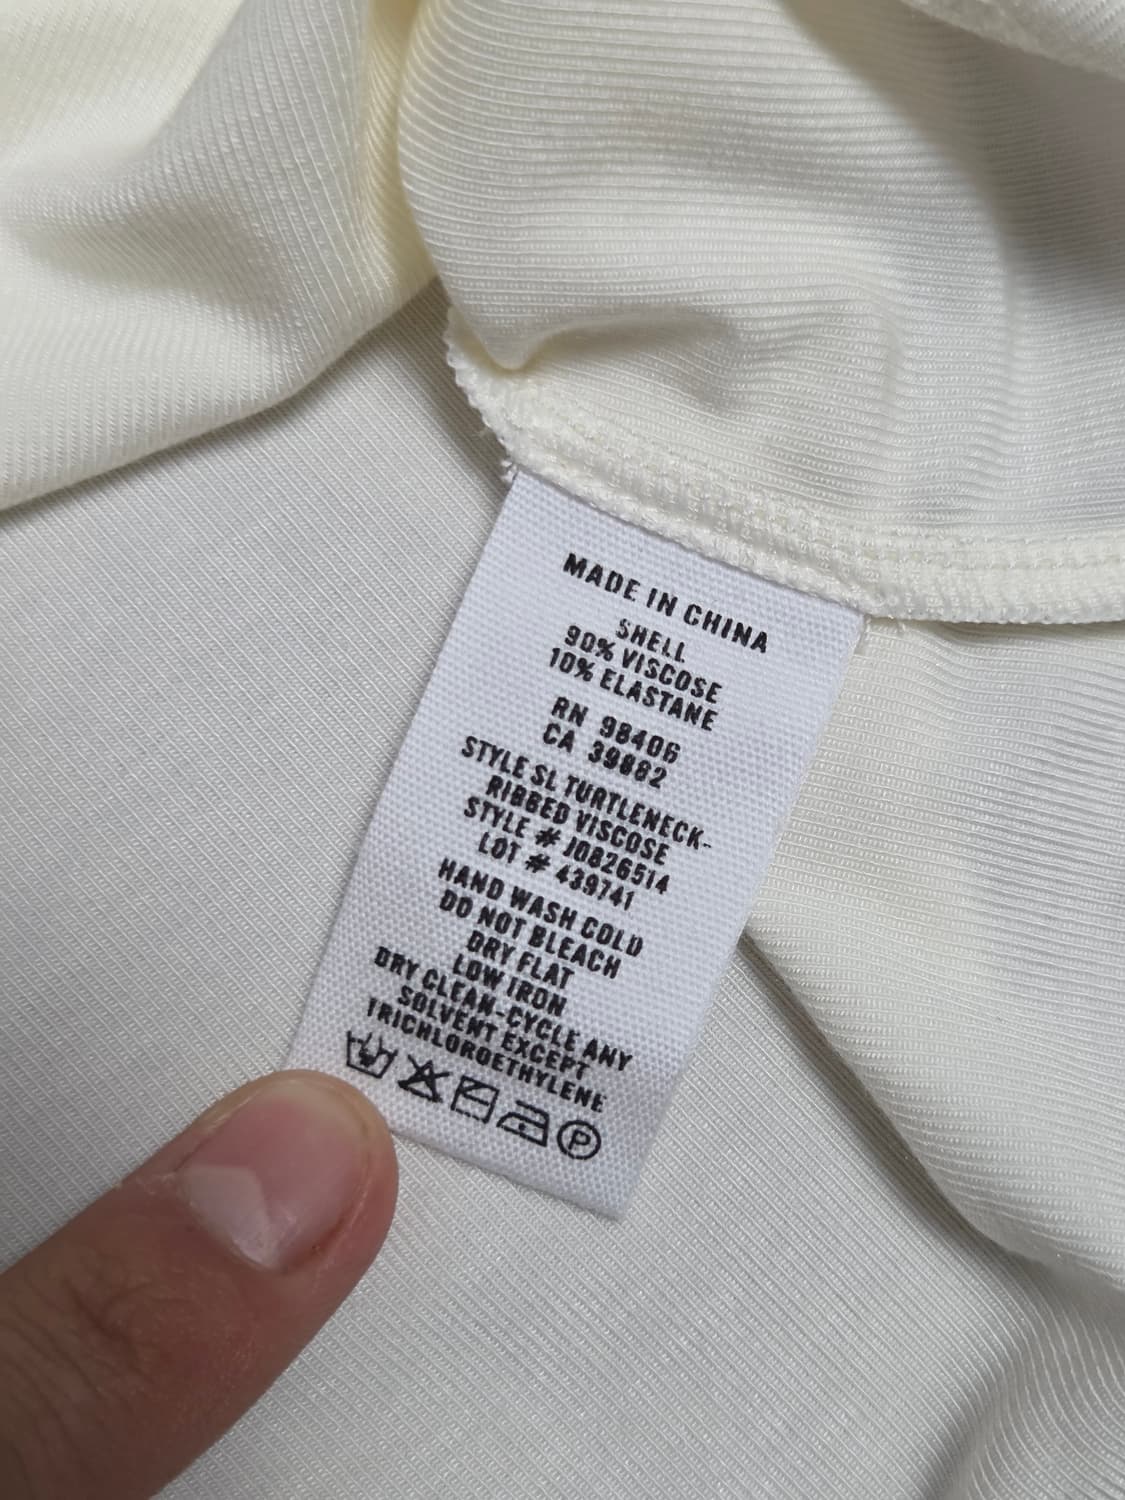 MADE IN CHINA
SHELL
90% VISCOSE
10% ELASTANE
RN 98406
CA 39882
STYLE SL TURTLENECK-
RIBBED VISCOSE
STYLE # J0826514
LOT # 439741
HAND WASH COLD
DO NOT BLEACH
DRY FLAT
LOW IRON
DRY CLEAN-CYCLE ANY
SOLVENT EXCEPT
TRICHLOROETHYLENE
P